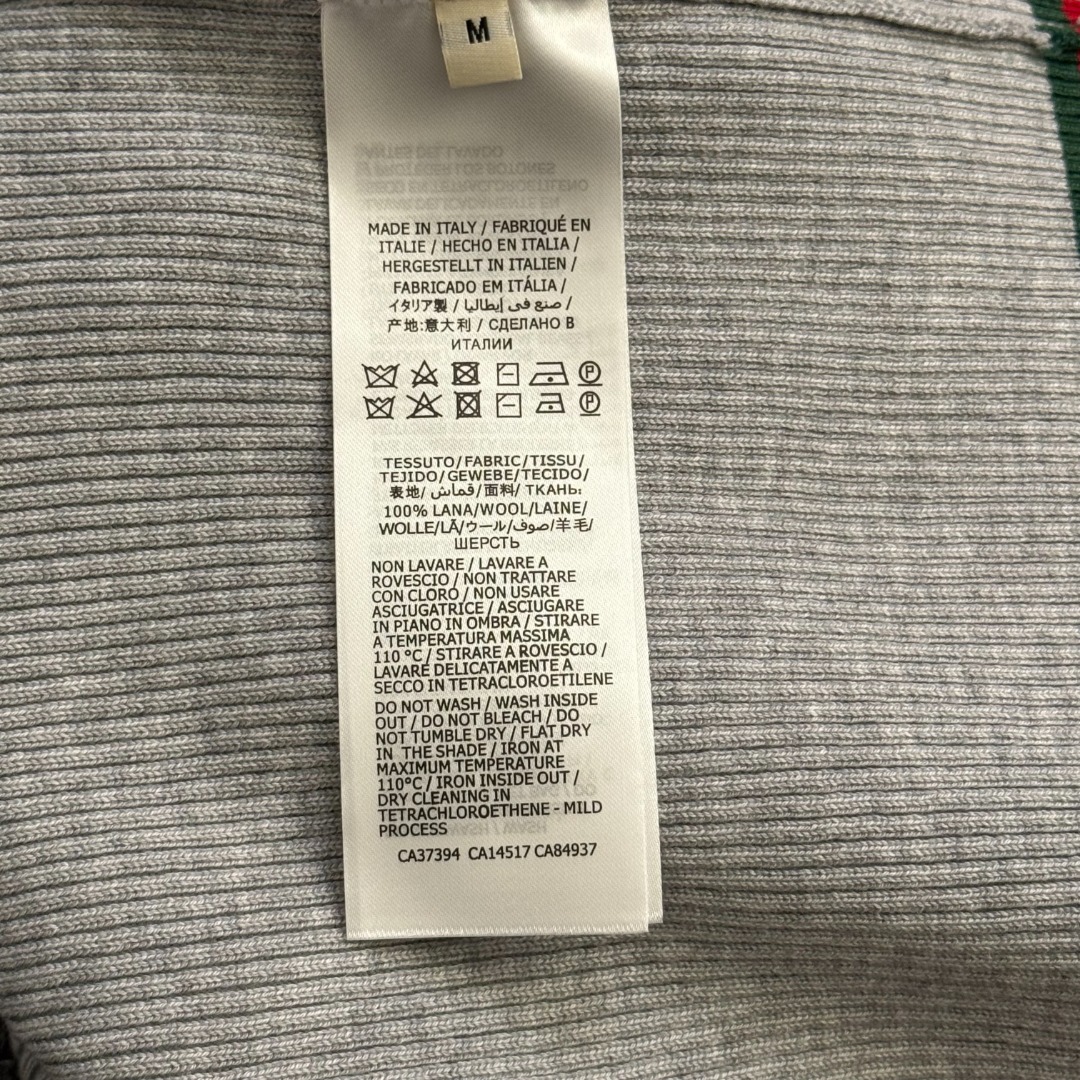 M
MADE IN ITALY / FABRIQUÉ EN
ITALIE / HECHO EN ITALIA /
HERGESTELLT IN ITALIEN /
FABRICADO EM ITÁLIA /
イタリア製 / صنع في إيطاليا /
产地:意大利 / СДЕЛАНО В
ИТАЛИИ
TESSUTO/FABRIC/TISSU/
TEJIDO/GEWEBE/TECIDO/
表地/ قماش/面料/ ТКАНЬ:
100% LANA/WOOL/LAINE/
WOLLE/LÃ/ウール/صوف/羊毛/
ШЕРСТЬ
NON LAVARE / LAVARE A
ROVESCIO / NON TRATTARE
CON CLORO / NON USARE
ASCIUGATRICE / ASCIUGARE
IN PIANO IN OMBRA / STIRARE
A TEMPERATURA MASSIMA
110 °C / STIRARE A ROVESCIO /
LAVARE DELICATAMENTE A
SECCO IN TETRACLOROETILENE
DO NOT WASH / WASH INSIDE
OUT / DO NOT BLEACH / DO
NOT TUMBLE DRY / FLAT DRY
IN THE SHADE / IRON AT
MAXIMUM TEMPERATURE
110°C / IRON INSIDE OUT /
DRY CLEANING IN
TETRACHLOROETHENE - MILD
PROCESS
CA37394 CA14517 CA84937